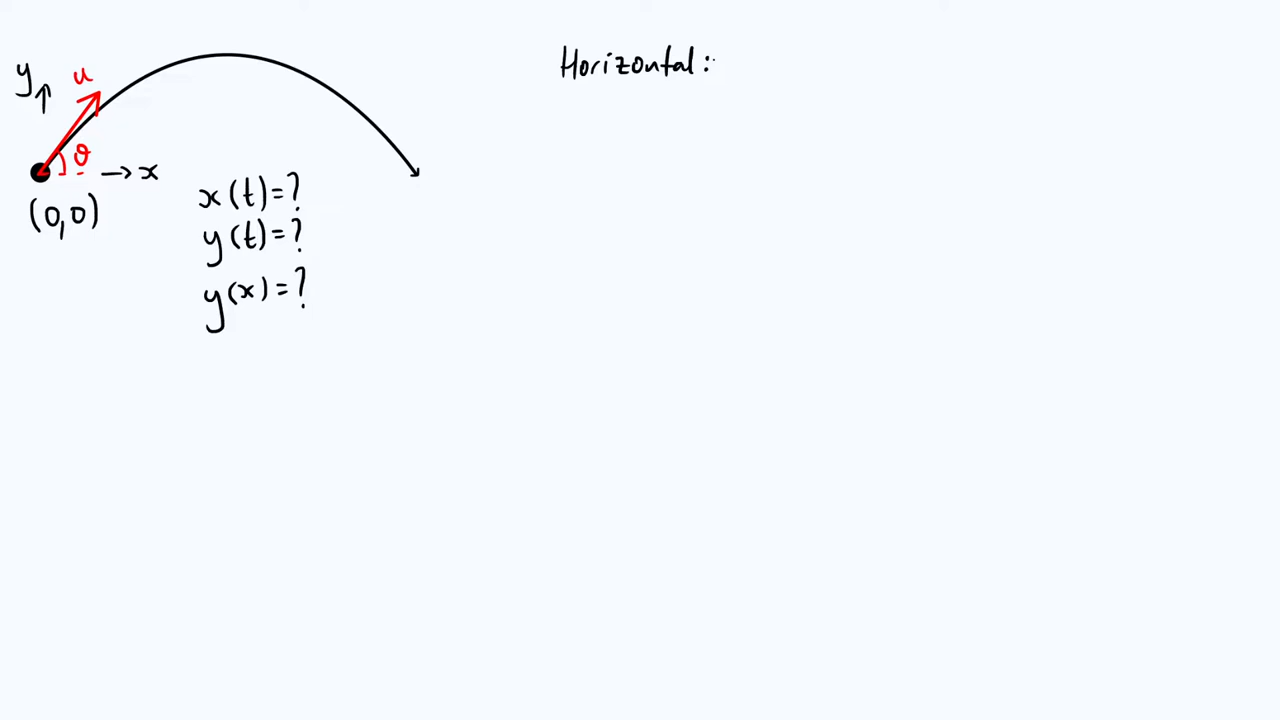 Horizontal:
y
u
θ
x
(0,0)
x(t)=?
y(t)=?
y(x)=?